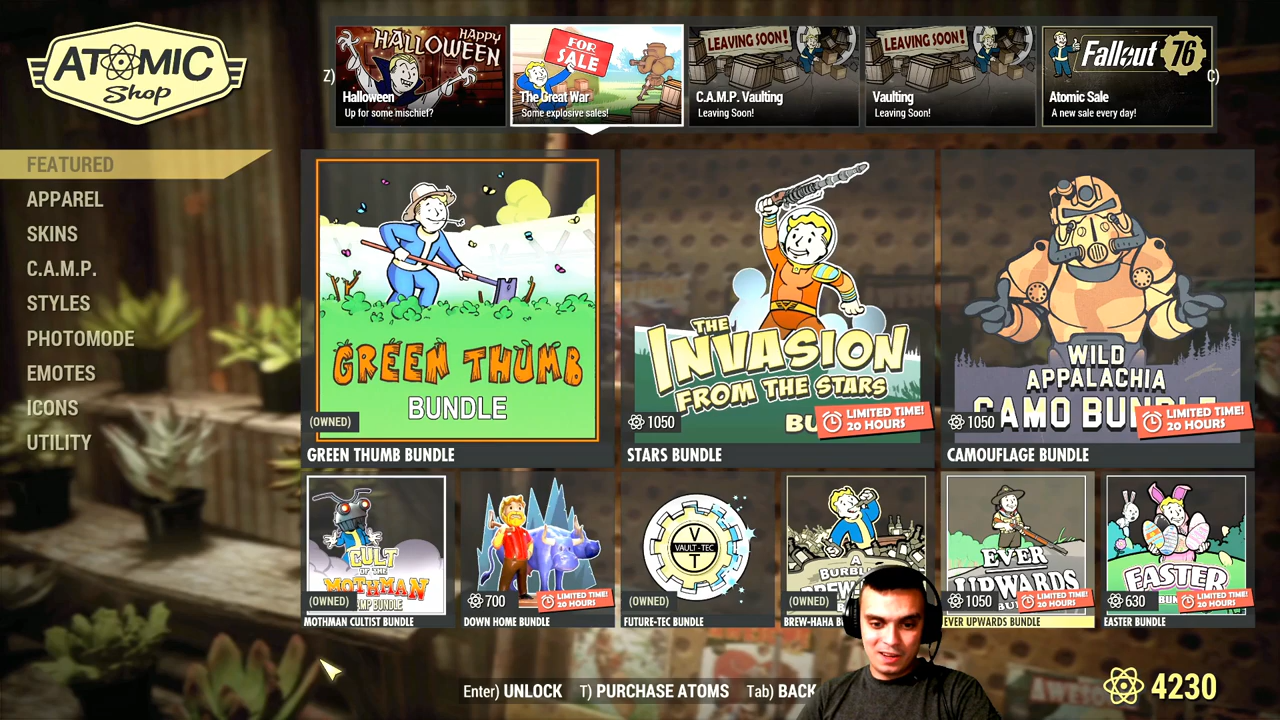 ATOMIC
Shop
Z)
HAPPY
HALLOWEEN
Halloween
Up for some mischief?
FOR
SALE
The Great War
Some explosive sales!
LEAVING SOON!
C.A.M.P. Vaulting
Leaving Soon!
LEAVING SOON!
Vaulting
Leaving Soon!
Fallout 76
Atomic Sale
A new sale every day!
C)
FEATURED
APPAREL
SKINS
C.A.M.P.
STYLES
PHOTOMODE
EMOTES
ICONS
UTILITY
GREEN THUMB
BUNDLE
(OWNED)
GREEN THUMB BUNDLE
THE
INVASION
FROM THE STARS
BU
1050
LIMITED TIME!
20 HOURS
STARS BUNDLE
WILD
APPALACHIA
CAMO BUNDLE
1050
LIMITED TIME!
20 HOURS
CAMOUFLAGE BUNDLE
CULT
OF THE
MOTHMAN
BUNDLE
(OWNED)
MOTHMAN CULTIST BUNDLE
700
LIMITED TIME!
20 HOURS
DOWN HOME BUNDLE
V
VAULT-TEC
T
(OWNED)
FUTURE-TEC BUNDLE
A
(OWNED)
BREW-HAHA B
EVER
UPWARDS
1050
LIMITED TIME!
20 HOURS
EVER UPWARDS BUNDLE
EASTER
630
LIMITED TIME!
20 HOURS
EASTER BUNDLE
Enter) UNLOCK T) PURCHASE ATOMS Tab) BACK
4230